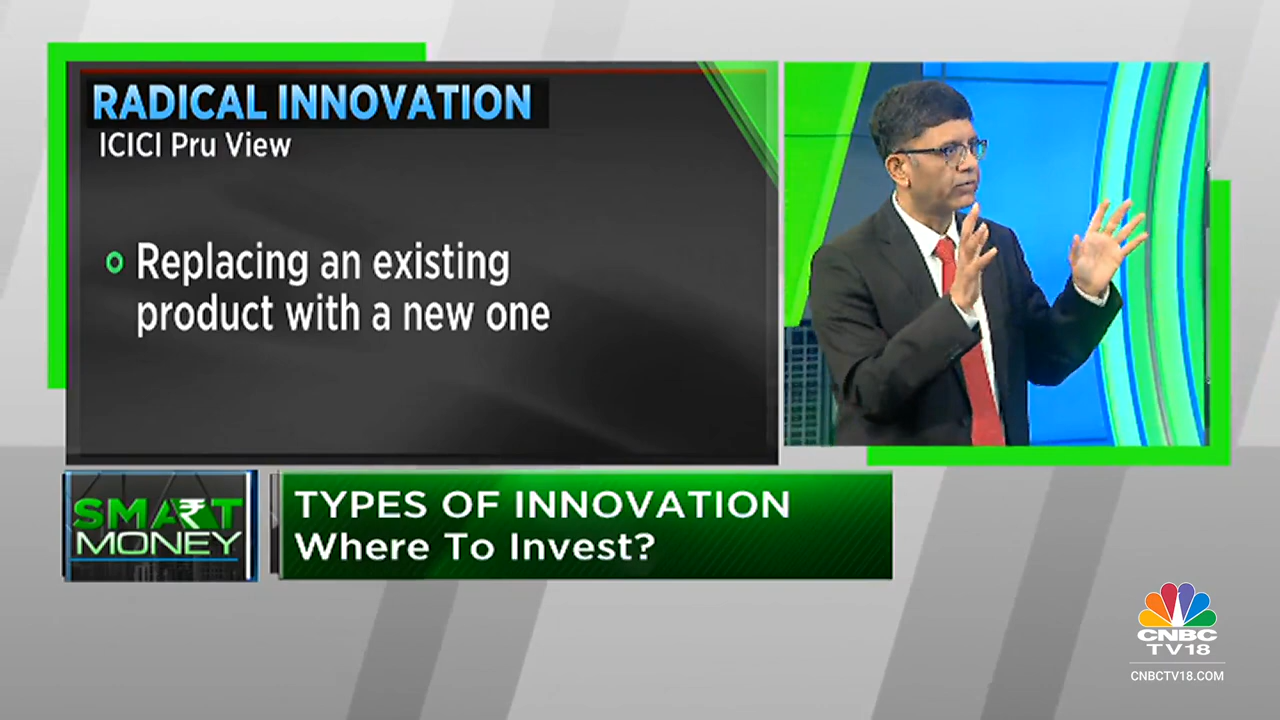 RADICAL INNOVATION
ICICI Pru View
Replacing an existing
product with a new one
SMART
MONEY
TYPES OF INNOVATION
Where To Invest?
CNBC
TV18
CNBCTV18.COM